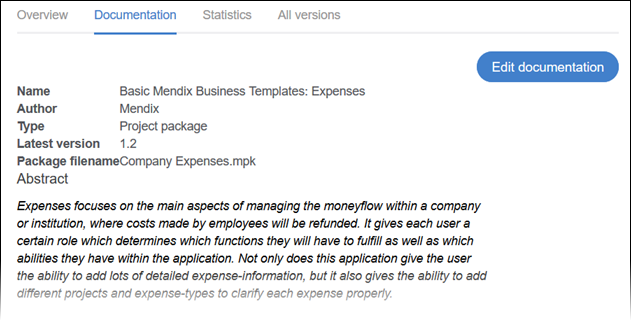 Overview Documentation Statistics All versions
Edit documentation
Name Basic Mendix Business Templates: Expenses
Author Mendix
Type Project package
Latest version 1.2
Package filenameCompany Expenses.mpk
Abstract
Expenses focuses on the main aspects of managing the moneyflow within a company
or institution, where costs made by employees will be refunded. It gives each user a
certain role which determines which functions they will have to fulfill as well as which
abilities they have within the application. Not only does this application give the user
the ability to add lots of detailed expense-information, but it also gives the ability to add
different projects and expense-types to clarify each expense properly.